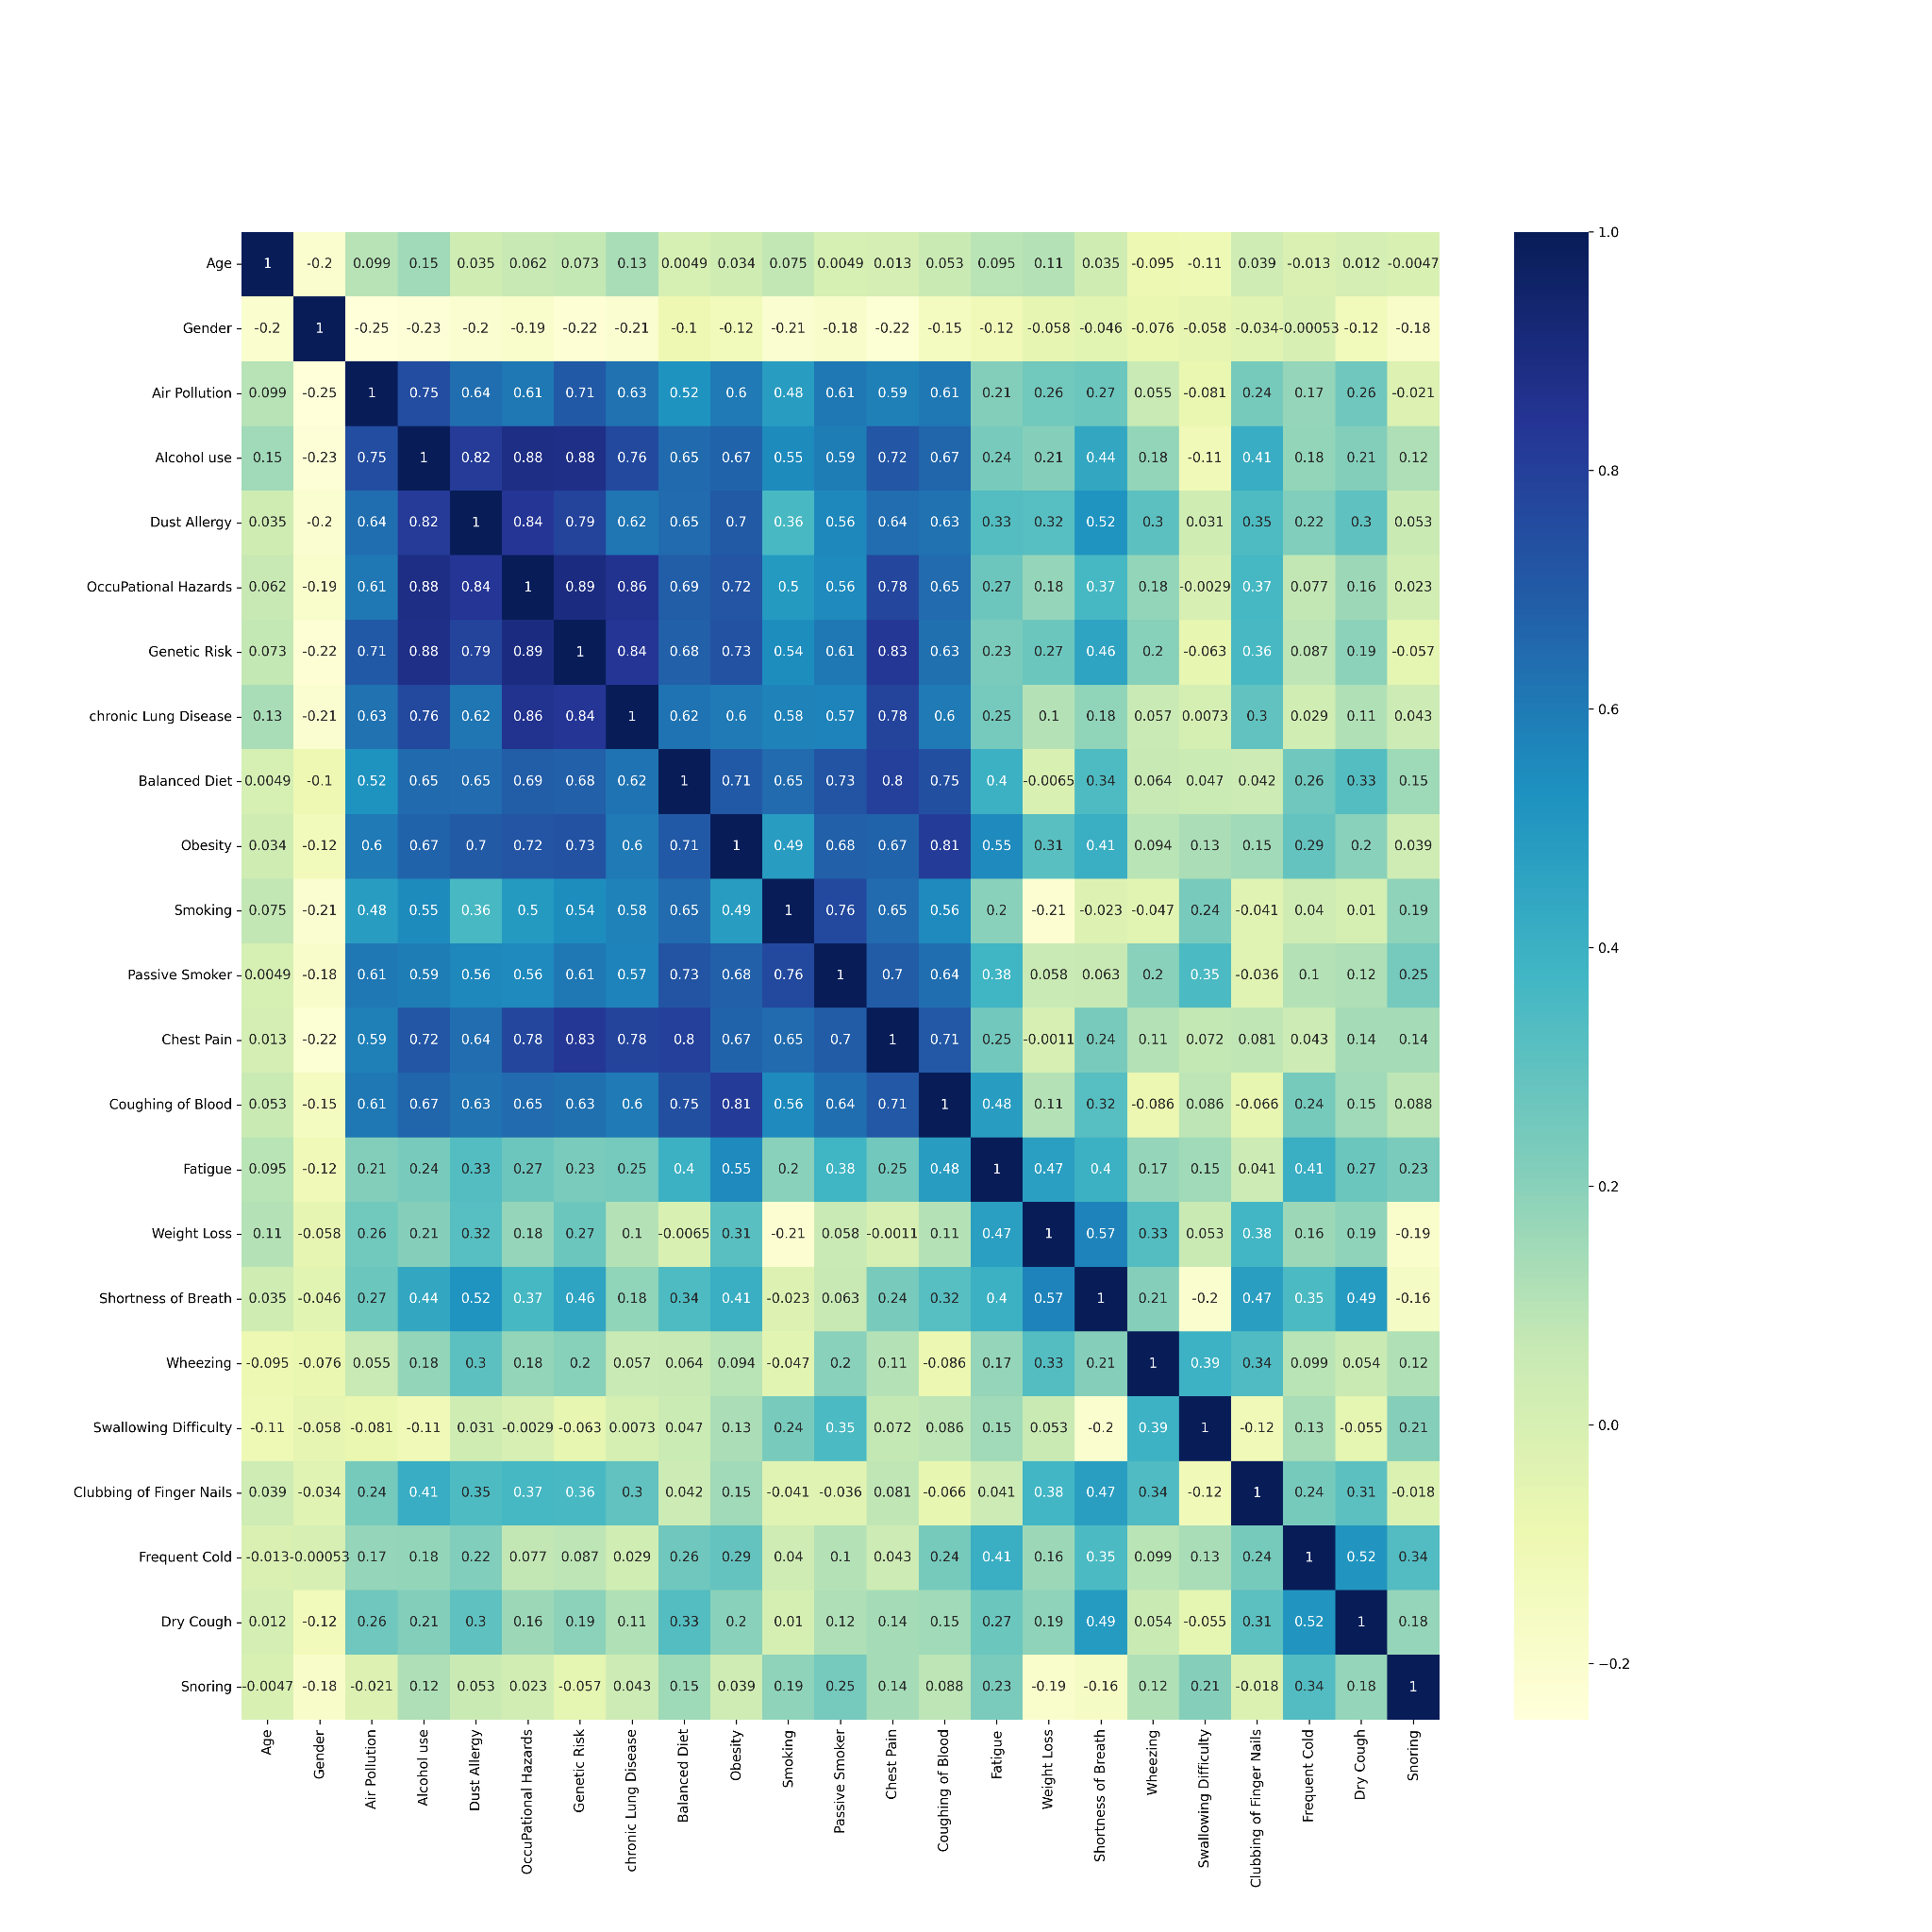 Age 1 -0.2 0.099 0.15 0.035 0.062 0.073 0.13 0.0049 0.034 0.075 0.0049 0.013 0.053 0.095 0.11 0.035 -0.095 -0.11 0.039 -0.013 0.012 -0.0047
Gender -0.2 1 -0.25 -0.23 -0.2 -0.19 -0.22 -0.21 -0.1 -0.12 -0.21 -0.18 -0.22 -0.15 -0.12 -0.058 -0.046 -0.076 -0.058 -0.034 -0.00053 -0.12 -0.18
Air Pollution 0.099 -0.25 1 0.75 0.64 0.61 0.71 0.63 0.52 0.6 0.48 0.61 0.59 0.61 0.21 0.26 0.27 0.055 -0.081 0.24 0.17 0.26 -0.021
Alcohol use 0.15 -0.23 0.75 1 0.82 0.88 0.88 0.76 0.65 0.67 0.55 0.59 0.72 0.67 0.24 0.21 0.44 0.18 -0.11 0.41 0.18 0.21 0.12
Dust Allergy 0.035 -0.2 0.64 0.82 1 0.84 0.79 0.62 0.65 0.7 0.36 0.56 0.64 0.63 0.33 0.32 0.52 0.3 0.031 0.35 0.22 0.3 0.053
OccuPational Hazards 0.062 -0.19 0.61 0.88 0.84 1 0.89 0.86 0.69 0.72 0.5 0.56 0.78 0.65 0.27 0.18 0.37 0.18 -0.0029 0.37 0.077 0.16 0.023
Genetic Risk 0.073 -0.22 0.71 0.88 0.79 0.89 1 0.84 0.68 0.73 0.54 0.61 0.83 0.63 0.23 0.27 0.46 0.2 -0.063 0.36 0.087 0.19 -0.057
chronic Lung Disease 0.13 -0.21 0.63 0.76 0.62 0.86 0.84 1 0.62 0.6 0.58 0.57 0.78 0.6 0.25 0.1 0.18 0.057 0.0073 0.3 0.029 0.11 0.043
Balanced Diet 0.0049 -0.1 0.52 0.65 0.65 0.69 0.68 0.62 1 0.71 0.65 0.73 0.8 0.75 0.4 -0.0065 0.34 0.064 0.047 0.042 0.26 0.33 0.15
Obesity 0.034 -0.12 0.6 0.67 0.7 0.72 0.73 0.6 0.71 1 0.49 0.68 0.67 0.81 0.55 0.31 0.41 0.094 0.13 0.15 0.29 0.2 0.039
Smoking 0.075 -0.21 0.48 0.55 0.36 0.5 0.54 0.58 0.65 0.49 1 0.76 0.65 0.56 0.2 -0.21 -0.023 -0.047 0.24 -0.041 0.04 0.01 0.19
Passive Smoker 0.0049 -0.18 0.61 0.59 0.56 0.56 0.61 0.57 0.73 0.68 0.76 1 0.7 0.64 0.38 0.058 0.063 0.2 0.35 -0.036 0.1 0.12 0.25
Chest Pain 0.013 -0.22 0.59 0.72 0.64 0.78 0.83 0.78 0.8 0.67 0.65 0.7 1 0.71 0.25 -0.0011 0.24 0.11 0.072 0.081 0.043 0.14 0.14
Coughing of Blood 0.053 -0.15 0.61 0.67 0.63 0.65 0.63 0.6 0.75 0.81 0.56 0.64 0.71 1 0.48 0.11 0.32 -0.086 0.086 -0.066 0.24 0.15 0.088
Fatigue 0.095 -0.12 0.21 0.24 0.33 0.27 0.23 0.25 0.4 0.55 0.2 0.38 0.25 0.48 1 0.47 0.4 0.17 0.15 0.041 0.41 0.27 0.23
Weight Loss 0.11 -0.058 0.26 0.21 0.32 0.18 0.27 0.1 -0.0065 0.31 -0.21 0.058 -0.0011 0.11 0.47 1 0.57 0.33 0.053 0.38 0.16 0.19 -0.19
Shortness of Breath 0.035 -0.046 0.27 0.44 0.52 0.37 0.46 0.18 0.34 0.41 -0.023 0.063 0.24 0.32 0.4 0.57 1 0.21 -0.2 0.47 0.35 0.49 -0.16
Wheezing -0.095 -0.076 0.055 0.18 0.3 0.18 0.2 0.057 0.064 0.094 -0.047 0.2 0.11 -0.086 0.17 0.33 0.21 1 0.39 0.34 0.099 0.054 0.12
Swallowing Difficulty -0.11 -0.058 -0.081 -0.11 0.031 -0.0029 -0.063 0.0073 0.047 0.13 0.24 0.35 0.072 0.086 0.15 0.053 -0.2 0.39 1 -0.12 0.13 -0.055 0.21
Clubbing of Finger Nails 0.039 -0.034 0.24 0.41 0.35 0.37 0.36 0.3 0.042 0.15 -0.041 -0.036 0.081 -0.066 0.041 0.38 0.47 0.34 -0.12 1 0.24 0.31 -0.018
Frequent Cold -0.013 -0.00053 0.17 0.18 0.22 0.077 0.087 0.029 0.26 0.29 0.04 0.1 0.043 0.24 0.41 0.16 0.35 0.099 0.13 0.24 1 0.52 0.34
Dry Cough 0.012 -0.12 0.26 0.21 0.3 0.16 0.19 0.11 0.33 0.2 0.01 0.12 0.14 0.15 0.27 0.19 0.49 0.054 -0.055 0.31 0.52 1 0.18
Snoring -0.0047 -0.18 -0.021 0.12 0.053 0.023 -0.057 0.043 0.15 0.039 0.19 0.25 0.14 0.088 0.23 -0.19 -0.16 0.12 0.21 -0.018 0.34 0.18 1
Age
Gender
Air Pollution
Alcohol use
Dust Allergy
OccuPational Hazards
Genetic Risk
chronic Lung Disease
Balanced Diet
Obesity
Smoking
Passive Smoker
Chest Pain
Coughing of Blood
Fatigue
Weight Loss
Shortness of Breath
Wheezing
Swallowing Difficulty
Clubbing of Finger Nails
Frequent Cold
Dry Cough
Snoring
1.0
0.8
0.6
0.4
0.2
0.0
−0.2